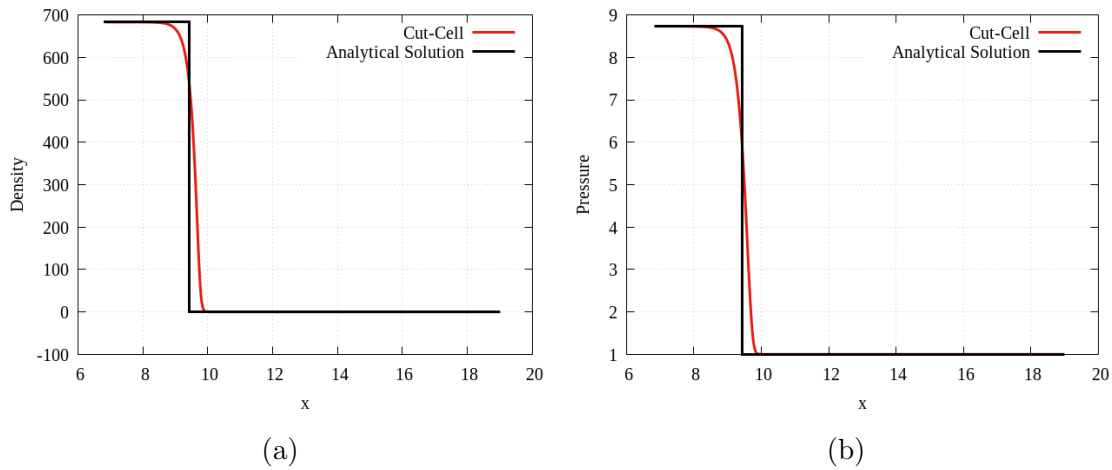 700
600
500
400
300
200
100
0
-100
Density
Cut-Cell
Analytical Solution
6 8 10 12 14 16 18 20
x
(a)
9
8
7
6
5
4
3
2
1
Pressure
Cut-Cell
Analytical Solution
6 8 10 12 14 16 18 20
x
(b)